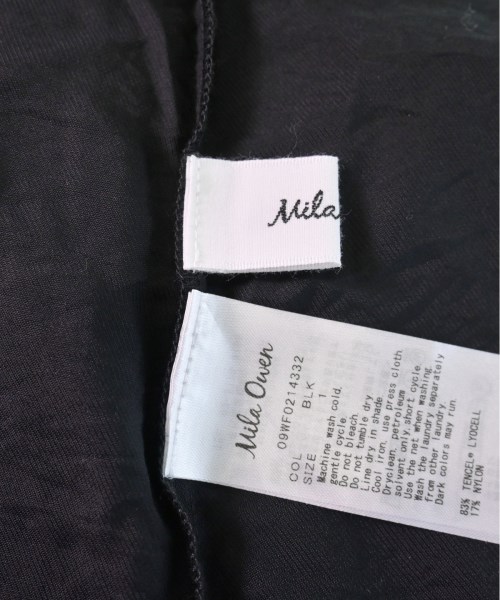 Mila
Mila Owen
09WF0214332
COL BLK
SIZE
Machine wash cold,
gentle cycle
Do not bleach
Do not tumble dry
Line dry, in shade
Cool iron, use press cloth
Dryclean, petroleum
solvent only, short cycle
Use the net when washing.
Wash the laundry separately
from other laundry.
Dark colors may run.
83% TENCEL® LYOCELL
17% NYLON